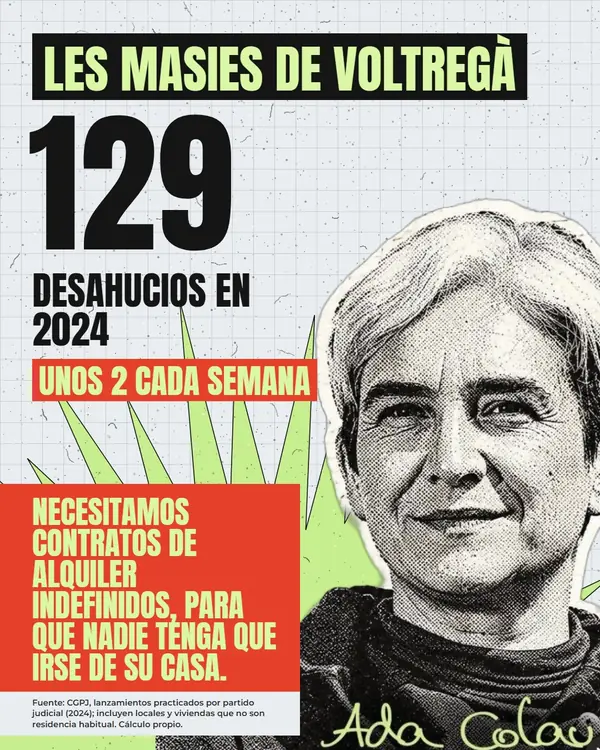 LES MASIES DE VOLTREGÀ
129
DESAHUCIOS EN
2024
UNOS 2 CADA SEMANA
NECESITAMOS
CONTRATOS DE
ALQUILER
INDEFINIDOS, PARA
QUE NADIE TENGA QUE
IRSE DE SU CASA.
Fuente: CGPJ, lanzamientos practicados por partido
judicial (2024); incluyen locales y viviendas que no son
residencia habitual. Cálculo propio.
Ada Colau